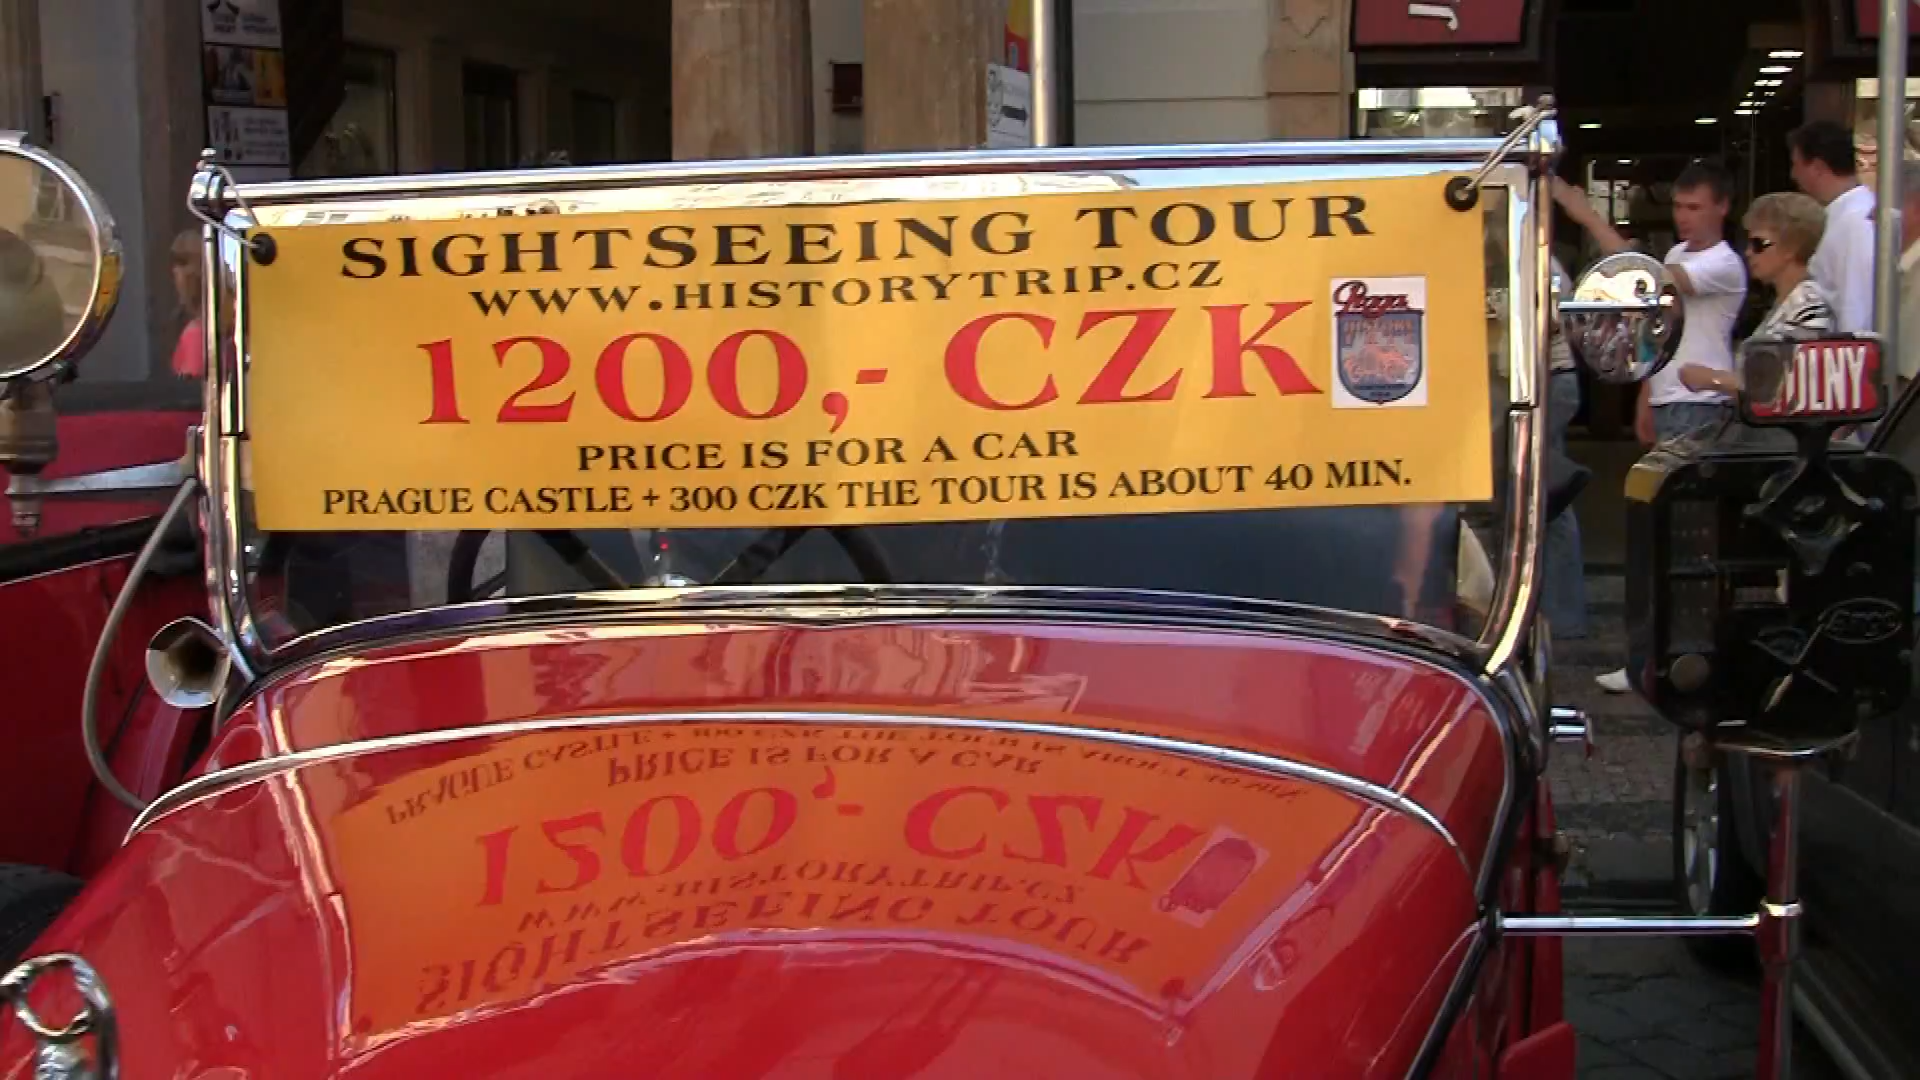 SIGHTSEEING TOUR
WWW.HISTORYTRIP.CZ
1200,- CZK
PRICE IS FOR A CAR
PRAGUE CASTLE + 300 CZK THE TOUR IS ABOUT 40 MIN.